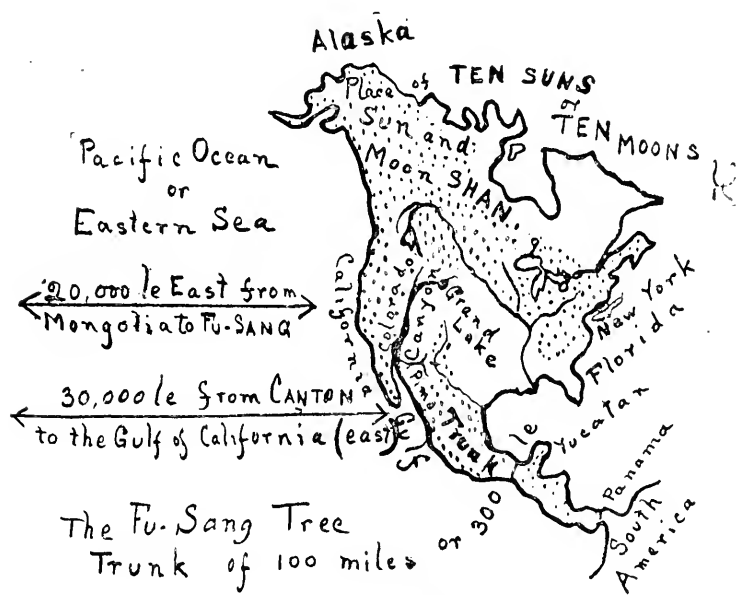 Alaska
Place of TEN SUNS
or
TEN MOONS
Sun and
Moon SHAN.
Pacific Ocean
or
Eastern Sea
20,000 le East from
Mongolia to FU-SANG
30,000 le from CANTON
to the Gulf of California (east)
California
Colorado
Canyon
Grand
Lake
New York
Florida
Yucatan
Panama
South
America
Trunk
The Fu-Sang Tree
Trunk of 100 miles or 300 le